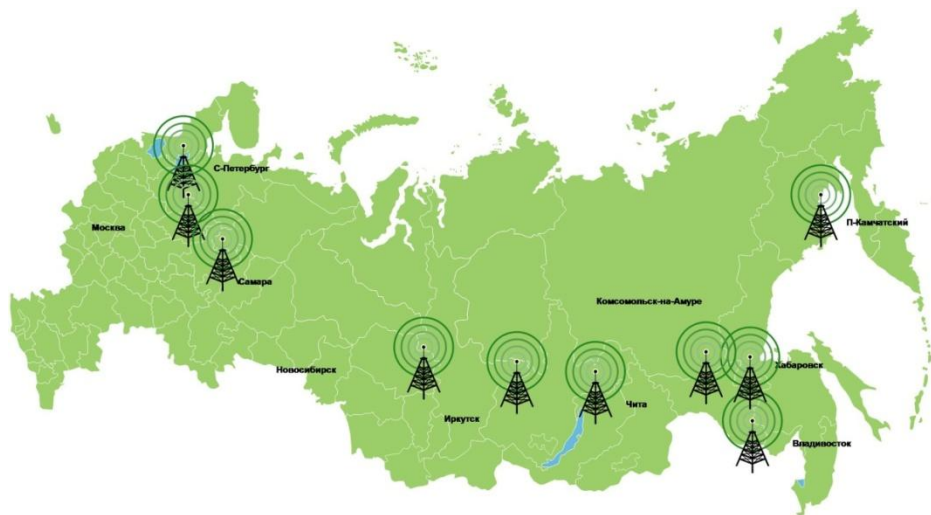 С-Петербург
П-Камчатский
Москва
Самара
Комсомольск-на-Амуре
Хабаровск
Новосибирск
Чита
Иркутск
Владивосток